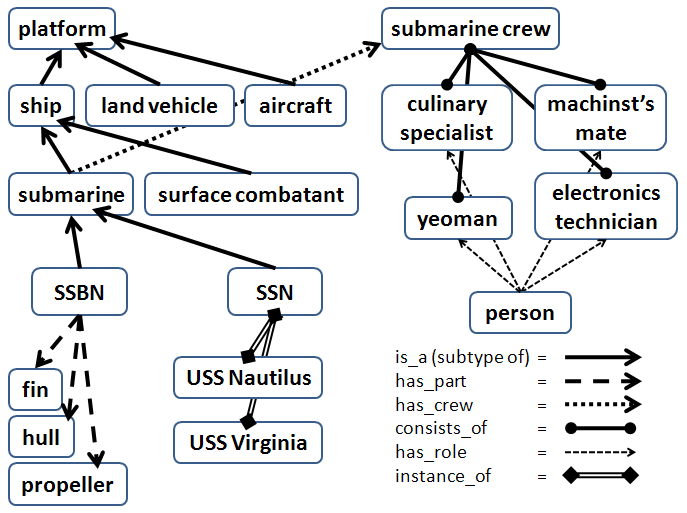 platform
submarine crew
ship
land vehicle
aircraft
culinary
specialist
machinst's
mate
submarine
surface combatant
yeoman
electronics
technician
SSBN
SSN
person
fin
hull
propeller
USS Nautilus
USS Virginia
is_a (subtype of) =
has_part =
has_crew =
consists_of =
has_role =
instance_of =